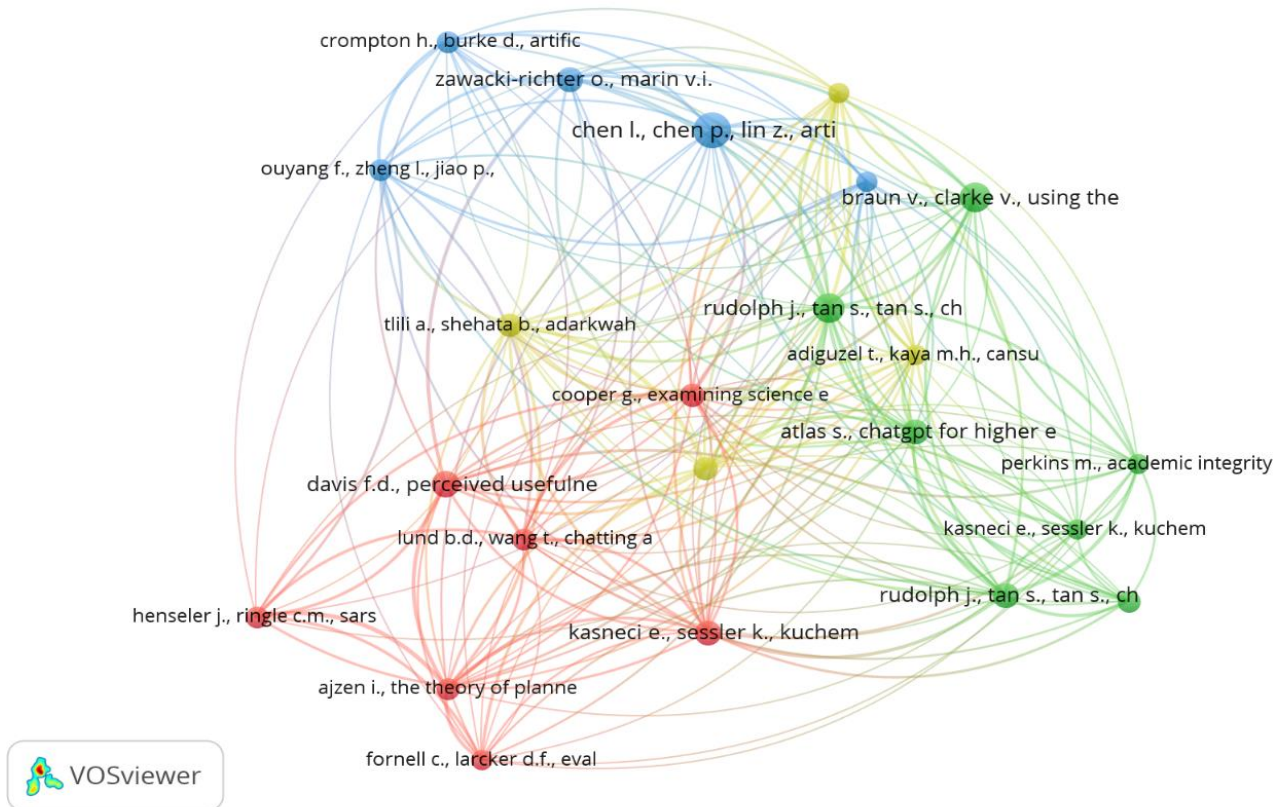 crompton h., burke d., artific
zawacki-richter o., marin v.i.
chen l., chen p., lin z., arti
ouyang f., zheng l., jiao p.,
braun v., clarke v., using the
rudolph j., tan s., tan s., ch
tlili a., shehata b., adarkwah
adiguzel t., kaya m.h., cansu
cooper g., examining science e
atlas s., chatgpt for higher e
perkins m., academic integrity
davis f.d., perceived usefulne
kasneci e., sessler k., kuchem
lund b.d., wang t., chatting a
rudolph j., tan s., tan s., ch
henseler j., ringle c.m., sars
kasneci e., sessler k., kuchem
ajzen i., the theory of planne
fornell c., larcker d.f., eval
VOSviewer